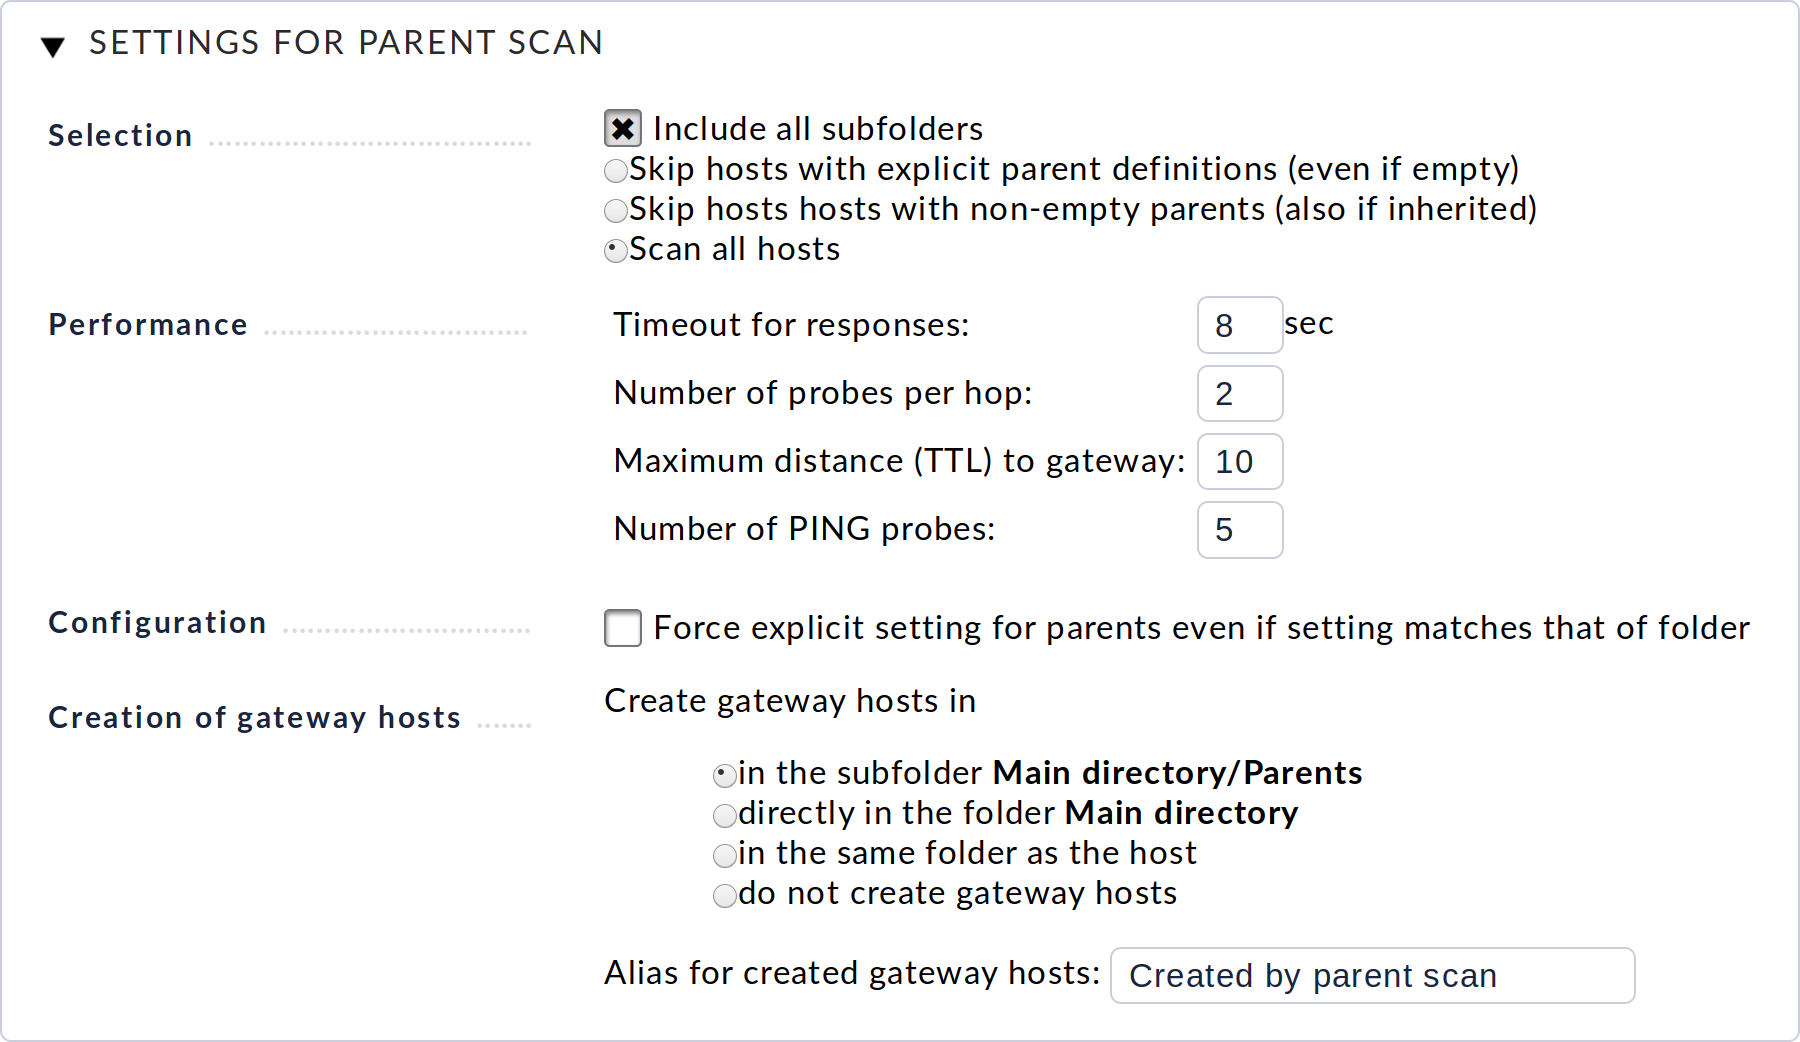 SETTINGS FOR PARENT SCAN
Selection
Include all subfolders
Skip hosts with explicit parent definitions (even if empty)
Skip hosts hosts with non-empty parents (also if inherited)
Scan all hosts
Performance
Timeout for responses: 8 sec
Number of probes per hop: 2
Maximum distance (TTL) to gateway: 10
Number of PING probes: 5
Configuration
Force explicit setting for parents even if setting matches that of folder
Creation of gateway hosts
Create gateway hosts in
in the subfolder Main directory/Parents
directly in the folder Main directory
in the same folder as the host
do not create gateway hosts
Alias for created gateway hosts: Created by parent scan